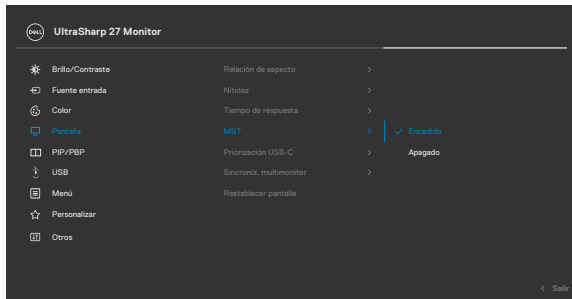 DELL
UltraSharp 27 Monitor
Brillo/Contraste
Relación de aspecto
Fuente entrada
Nitidez
Color
Tiempo de respuesta
Pantalla
MST
Encedido
PIP/PBP
Priorización USB-C
Apagado
USB
Sincroniz. multimonitor
Menú
Restablecer pantalla
Personalizar
Otros
Salir